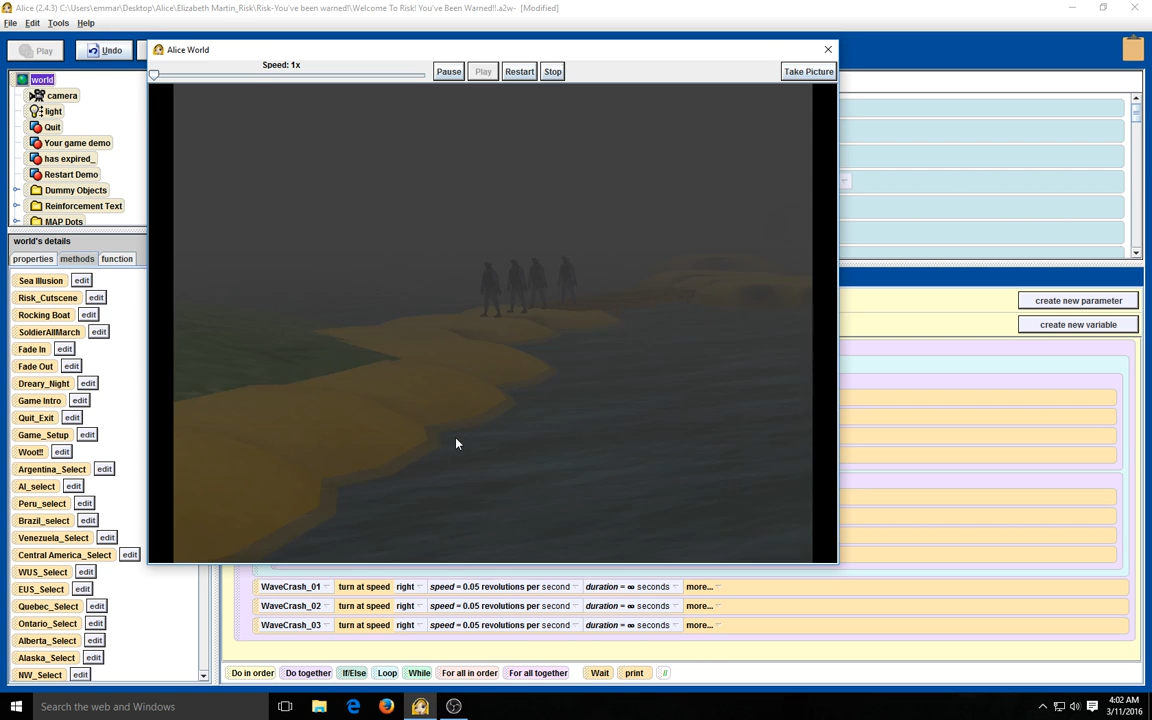 Alice (2.4.3) C:\Users\emmar\Desktop\Alice\Elizabeth Martin_Risk\Risk-You've been warned!\Welcome To Risk! You've Been Warned!!.a2w- [Modified]
File Edit Tools Help
Play Undo
Alice World
Speed: 1x
Pause Play Restart Stop Take Picture
world
camera
light
Quit
Your game demo
has expired_
Restart Demo
Dummy Objects
Reinforcement Text
MAP Dots
world's details
properties methods function
Sea Illusion edit
Risk_Cutscene edit
Rocking Boat edit
SoldierAllMarch edit
Fade In edit
Fade Out edit
Dreary_Night edit
Game Intro edit
Quit_Exit edit
Game_Setup edit
Woot!! edit
Argentina_Select edit
AI_select edit
Peru_select edit
Brazil_select edit
Venezuela_Select edit
Central America_Select edit
WUS_Select edit
EUS_Select edit
Quebec_Select edit
Ontario_Select edit
Alberta_Select edit
Alaska_Select edit
NW_Select edit
create new parameter
create new variable
WaveCrash_01 turn at speed right speed = 0.05 revolutions per second duration = ∞ seconds more...
WaveCrash_02 turn at speed right speed = 0.05 revolutions per second duration = ∞ seconds more...
WaveCrash_03 turn at speed right speed = 0.05 revolutions per second duration = ∞ seconds more...
Do in order Do together If/Else Loop While For all in order For all together Wait print //
Search the web and Windows
4:02 AM
3/11/2016